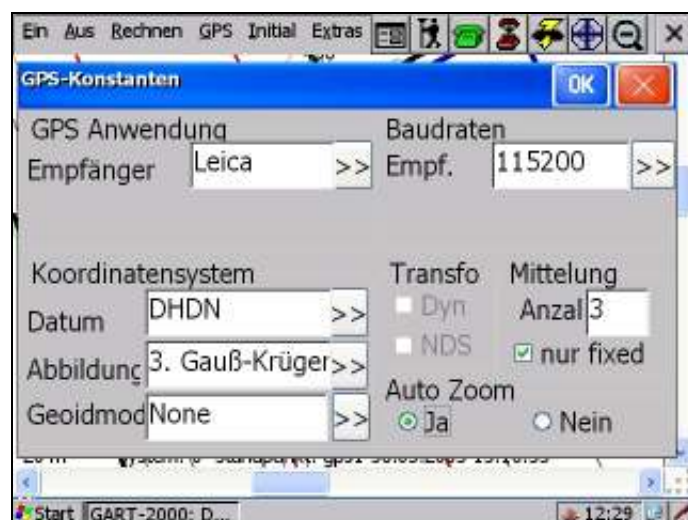 Ein Aus Rechnen GPS Initial Extras
GPS-Konstanten OK
GPS Anwendung Baudraten
Empfänger Leica >> Empf. 115200 >>
Koordinatensystem Transfo Mittelung
Datum DHDN >> Dyn Anzal 3
Abbildung 3. Gauß-Krüger >> NDS nur fixed
Geoidmod None >> Auto Zoom
Ja Nein
Start GART-2000: D... 12:29